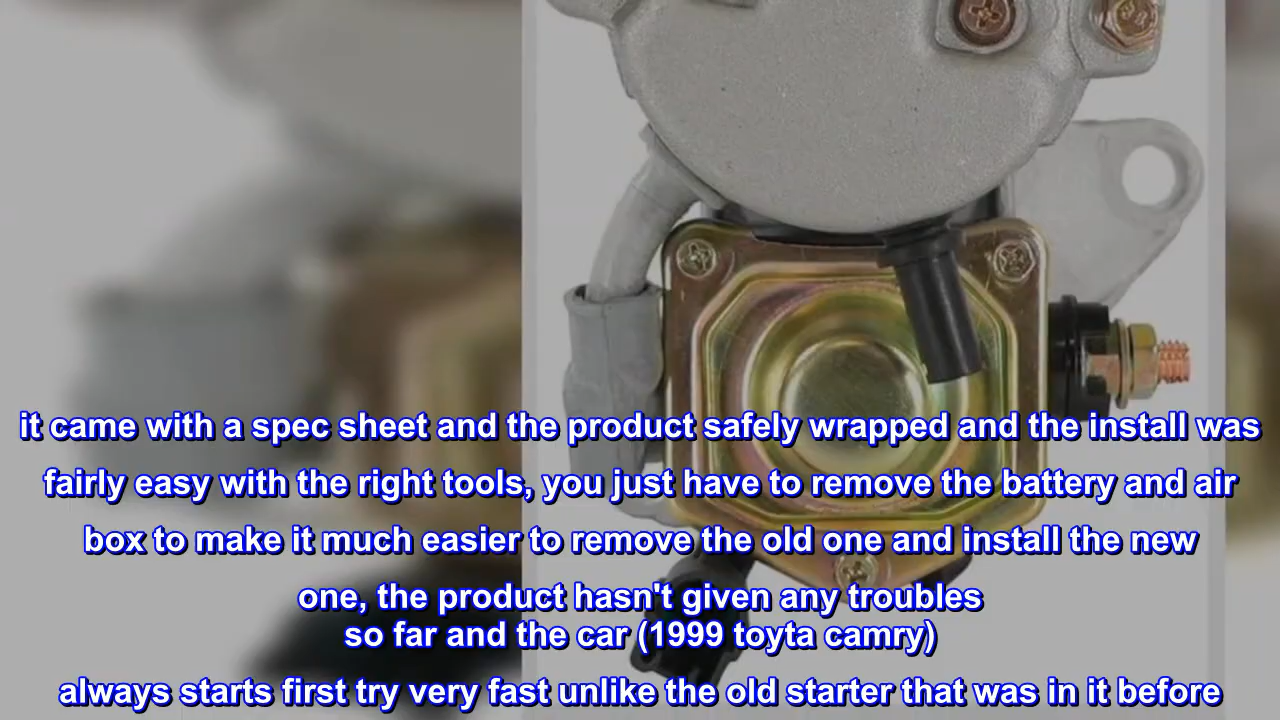 it came with a spec sheet and the product safely wrapped and the install was
fairly easy with the right tools, you just have to remove the battery and air
box to make it much easier to remove the old one and install the new
one, the product hasn't given any troubles
so far and the car (1999 toyta camry)
always starts first try very fast unlike the old starter that was in it before